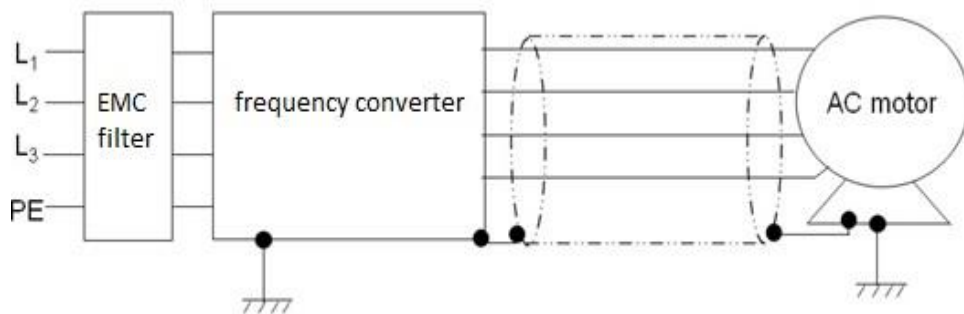 L₁
L₂
L₃
PE
EMC
filter
frequency converter
AC motor